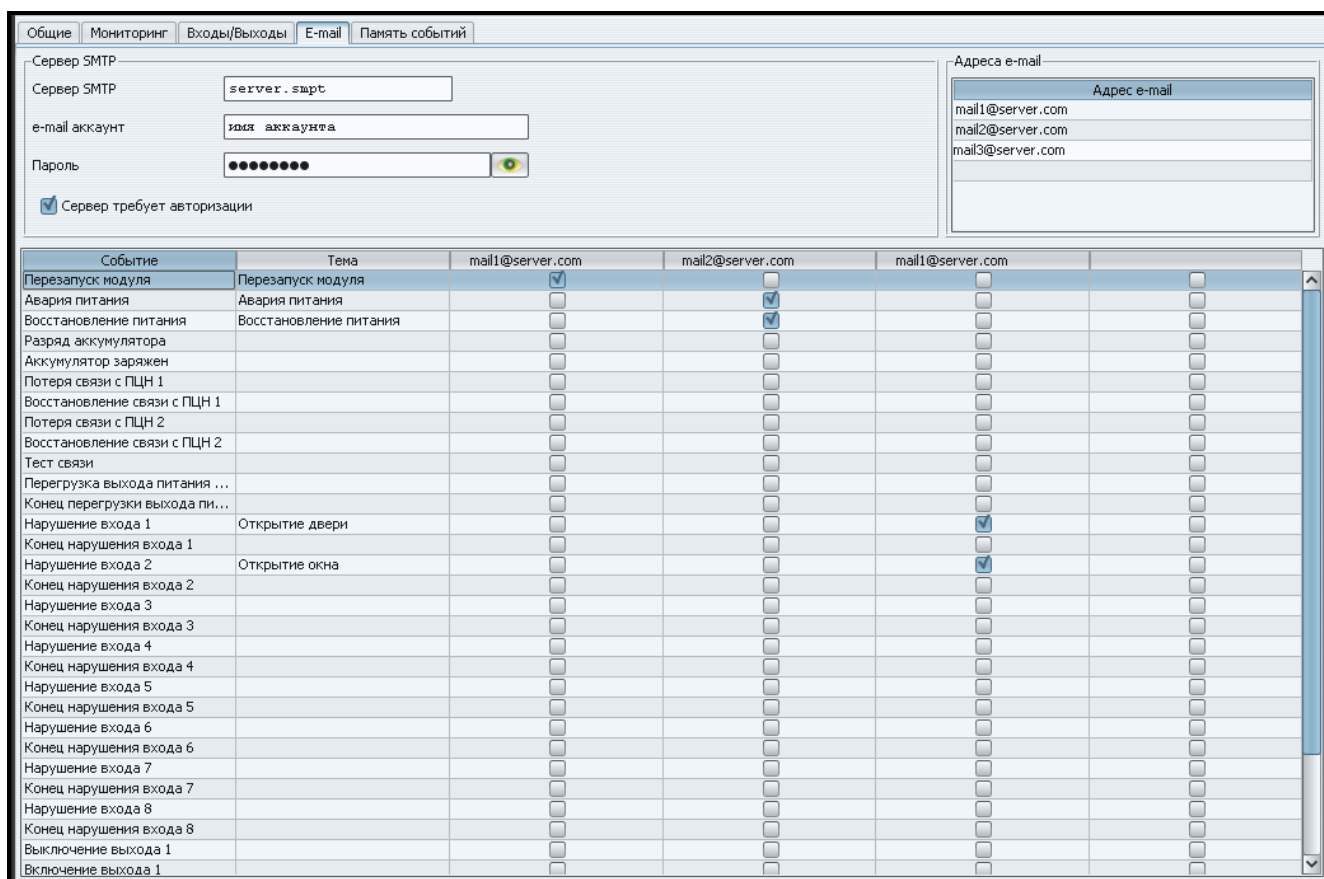 Общие Мониторинг Входы/Выходы E-mail Память событий
Сервер SMTP
Сервер SMTP server.smpt
e-mail аккаунт имя аккаунта
Пароль
Сервер требует авторизации
Адреса e-mail
Адрес e-mail
mail1@server.com
mail2@server.com
mail3@server.com
Событие Тема mail1@server.com mail2@server.com mail1@server.com
Перезапуск модуля Перезапуск модуля
Авария питания Авария питания
Восстановление питания Восстановление питания
Разряд аккумулятора
Аккумулятор заряжен
Потеря связи с ПЦН 1
Восстановление связи с ПЦН 1
Потеря связи с ПЦН 2
Восстановление связи с ПЦН 2
Тест связи
Перегрузка выхода питания ...
Конец перегрузки выхода пи...
Нарушение входа 1 Открытие двери
Конец нарушения входа 1
Нарушение входа 2 Открытие окна
Конец нарушения входа 2
Нарушение входа 3
Конец нарушения входа 3
Нарушение входа 4
Конец нарушения входа 4
Нарушение входа 5
Конец нарушения входа 5
Нарушение входа 6
Конец нарушения входа 6
Нарушение входа 7
Конец нарушения входа 7
Нарушение входа 8
Конец нарушения входа 8
Выключение выхода 1
Включение выхода 1